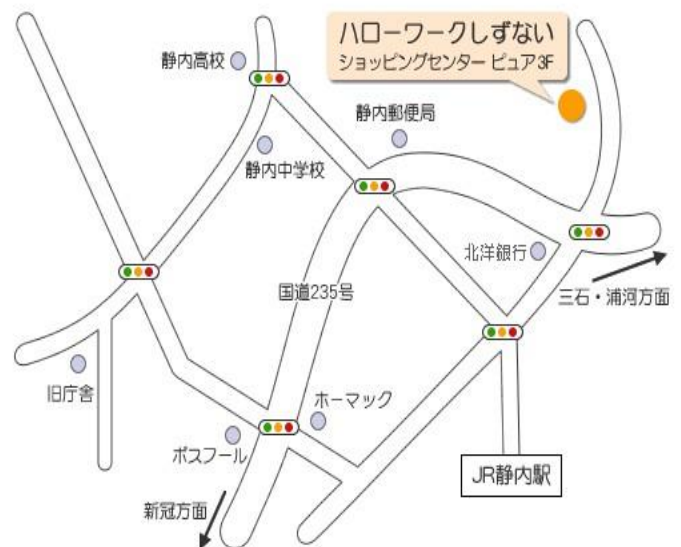 ハローワークしずない
ショッピングセンター ピュア3F
静内高校
静内郵便局
静内中学校
北洋銀行
国道235号
三石・浦河方面
旧庁舎
ホーマック
ポスフール
JR静内駅
新冠方面